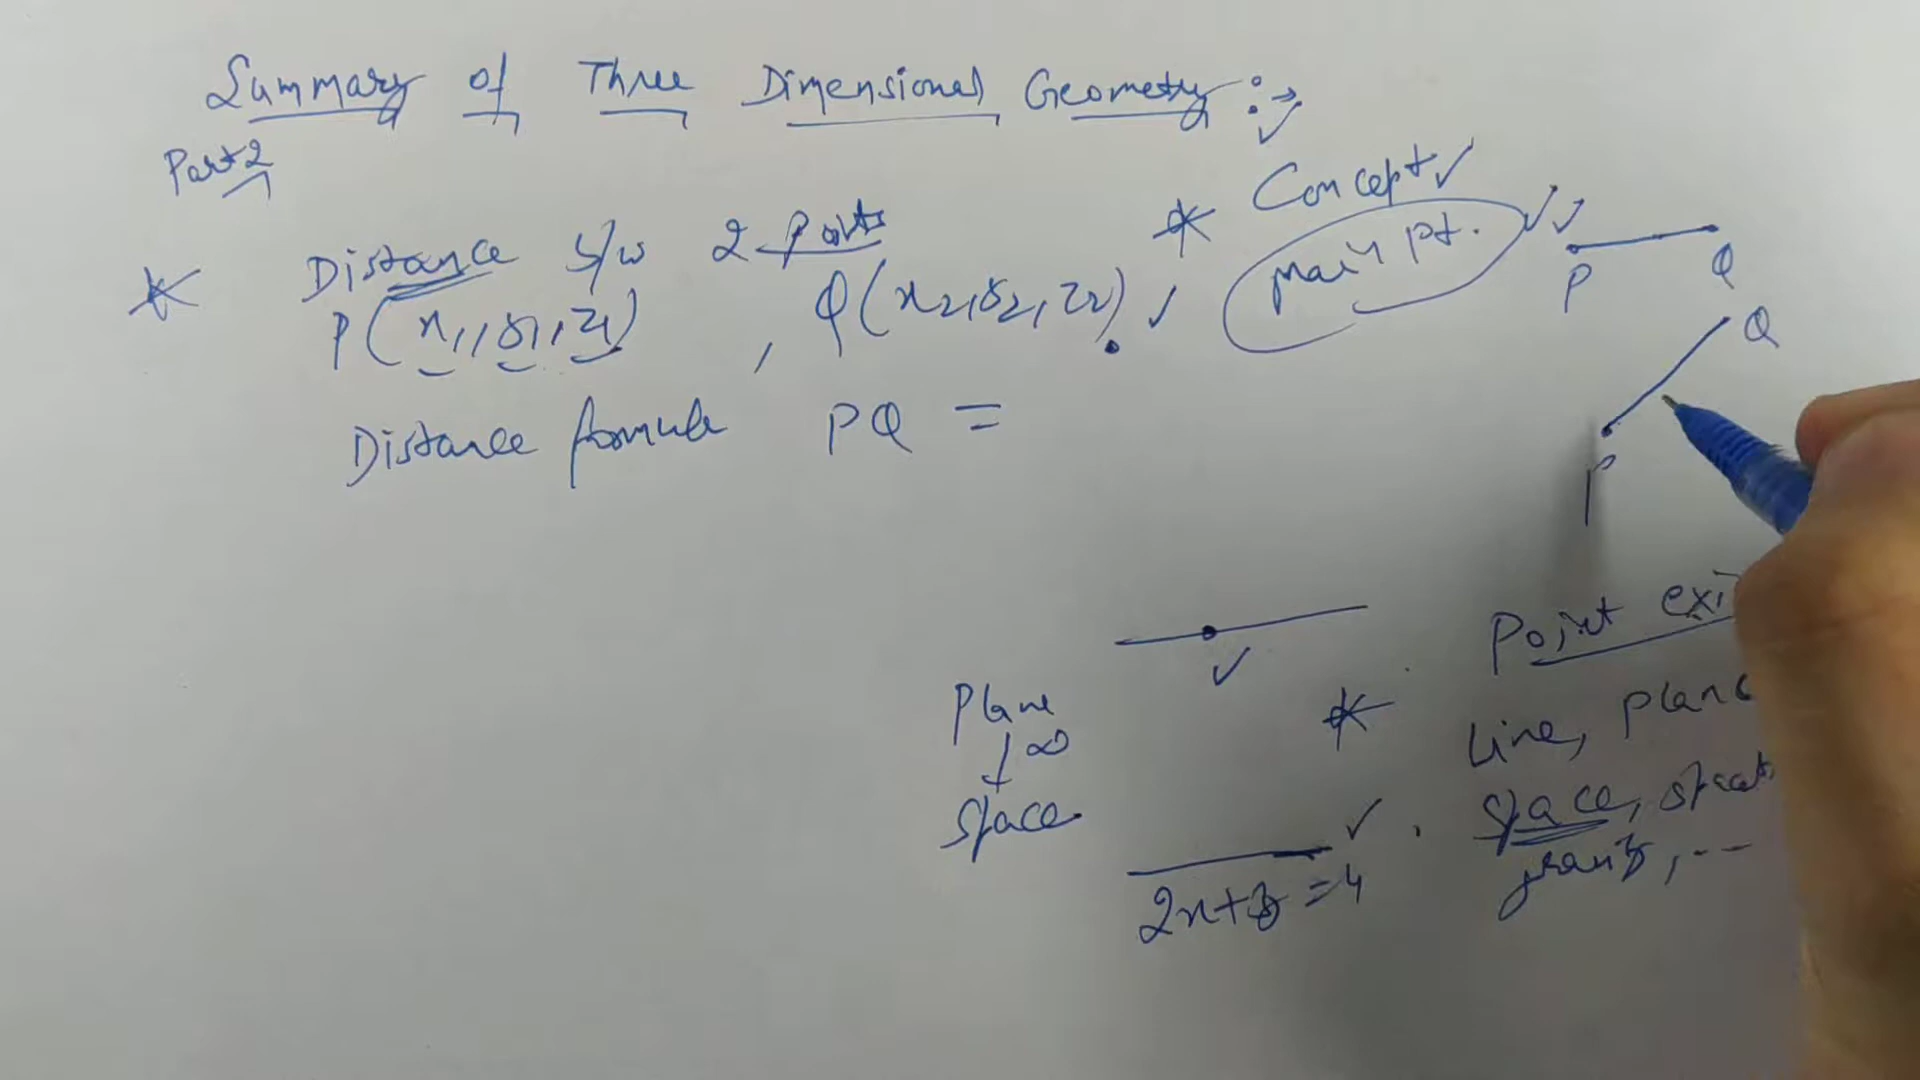 Summary of Three Dimensional Geometry :→
Part 2
* Concept ✓
* Distance b/w 2 Points
main pt. ✓✓
P(x1, y1, z1) , Q(x2, y2, z2) ✓
P Q
Q
Distance formula PQ =
P
Point exi
Plane
* Line, plane
∞
Space
Space,
2x+y=4